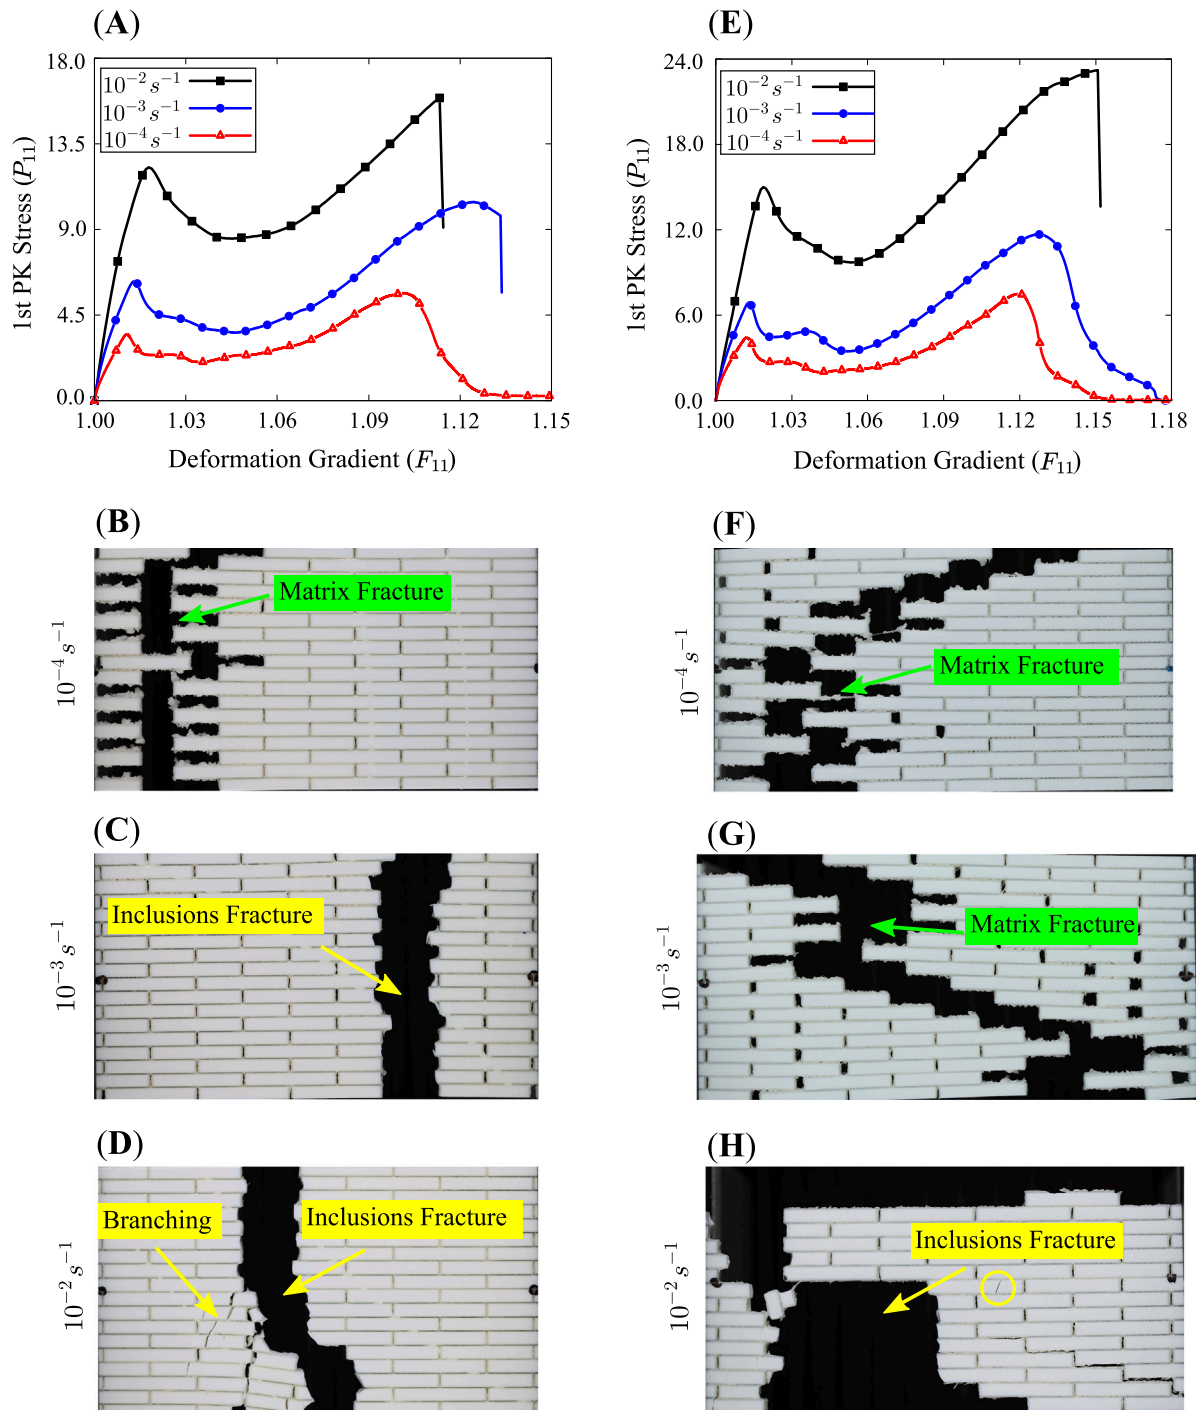 (A)
18.0
13.5
9.0
4.5
0.0
1st PK Stress (P₁₁)
10⁻² s⁻¹
10⁻³ s⁻¹
10⁻⁴ s⁻¹
1.00 1.03 1.06 1.09 1.12 1.15
Deformation Gradient (F₁₁)
(E)
24.0
18.0
12.0
6.0
0.0
1st PK Stress (P₁₁)
10⁻² s⁻¹
10⁻³ s⁻¹
10⁻⁴ s⁻¹
1.00 1.03 1.06 1.09 1.12 1.15 1.18
Deformation Gradient (F₁₁)
(B)
10⁻⁴ s⁻¹
Matrix Fracture
(F)
10⁻⁴ s⁻¹
Matrix Fracture
(C)
10⁻³ s⁻¹
Inclusions Fracture
(G)
10⁻³ s⁻¹
Matrix Fracture
(D)
10⁻² s⁻¹
Branching
Inclusions Fracture
(H)
10⁻² s⁻¹
Inclusions Fracture